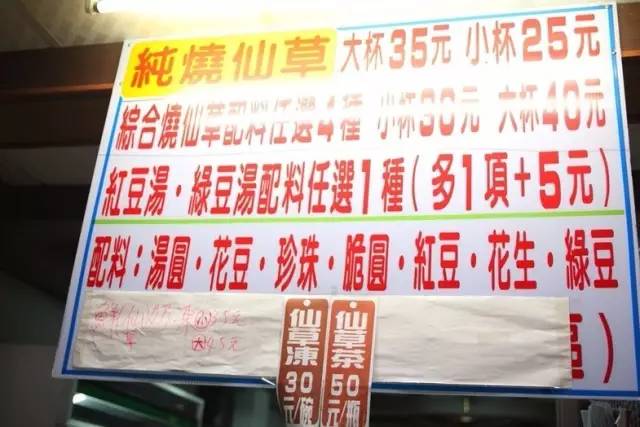 純燒仙草 大杯35元 小杯25元
綜合燒仙草配料任選4種 小杯30元 大杯40元
紅豆湯·綠豆湯配料任選1種(多1項+5元)
配料:湯圓·花豆·珍珠·脆圓·紅豆·花生·綠豆
仙草凍30元/
仙草茶50元/瓶